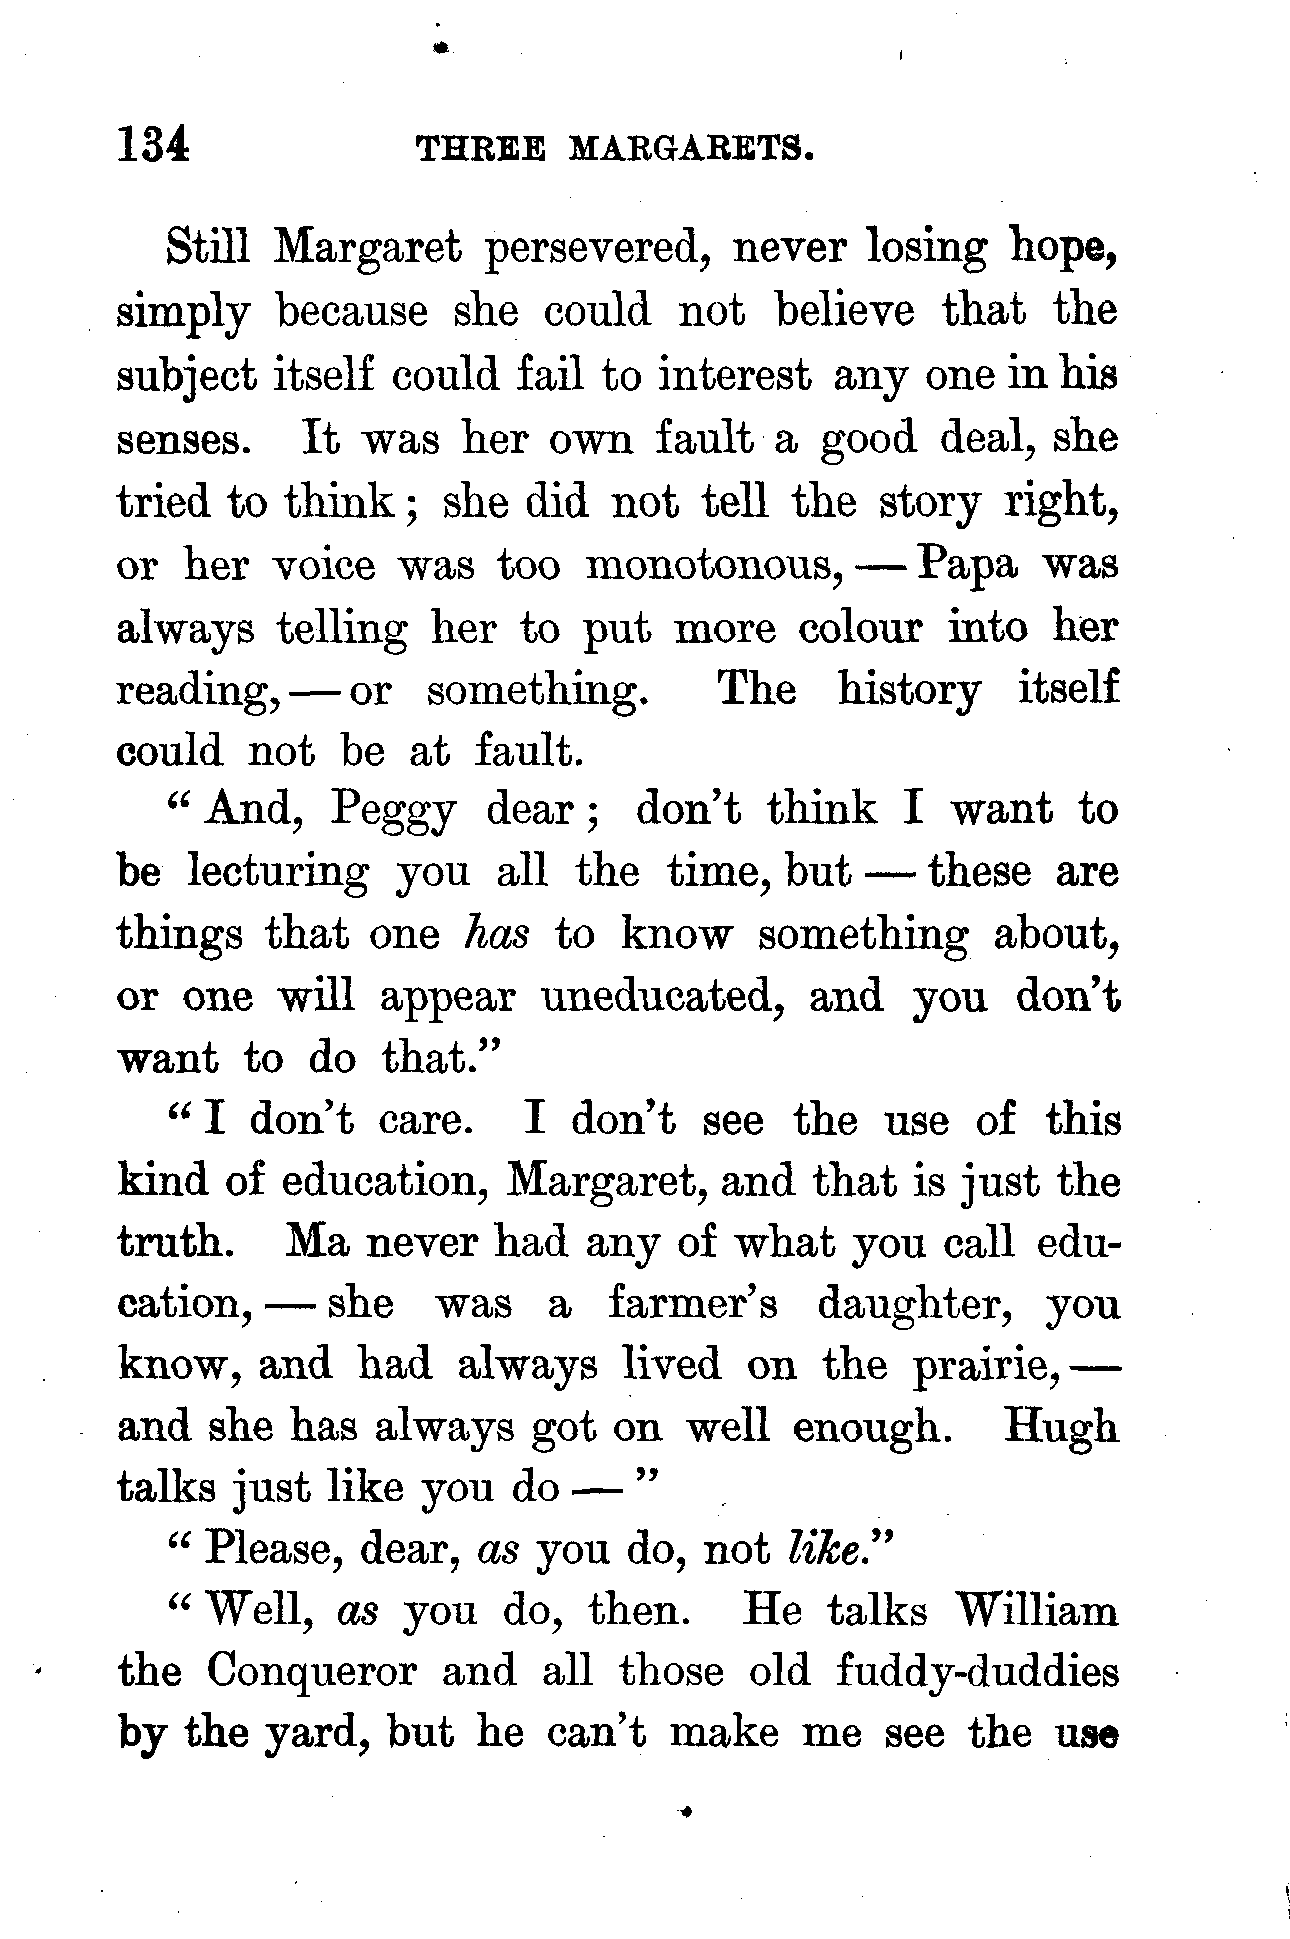 134 THREE MARGARETS.
Still Margaret persevered, never losing hope,
simply because she could not believe that the
subject itself could fail to interest any one in his
senses. It was her own fault a good deal, she
tried to think; she did not tell the story right,
or her voice was too monotonous, — Papa was
always telling her to put more colour into her
reading, — or something. The history itself
could not be at fault.
“And, Peggy dear; don't think I want to
be lecturing you all the time, but — these are
things that one has to know something about,
or one will appear uneducated, and you don't
want to do that.”
“I don't care. I don't see the use of this
kind of education, Margaret, and that is just the
truth. Ma never had any of what you call edu-
cation, — she was a farmer's daughter, you
know, and had always lived on the prairie, —
and she has always got on well enough. Hugh
talks just like you do — ”
“Please, dear, as you do, not like.”
“Well, as you do, then. He talks William
the Conqueror and all those old fuddy-duddies
by the yard, but he can't make me see the use